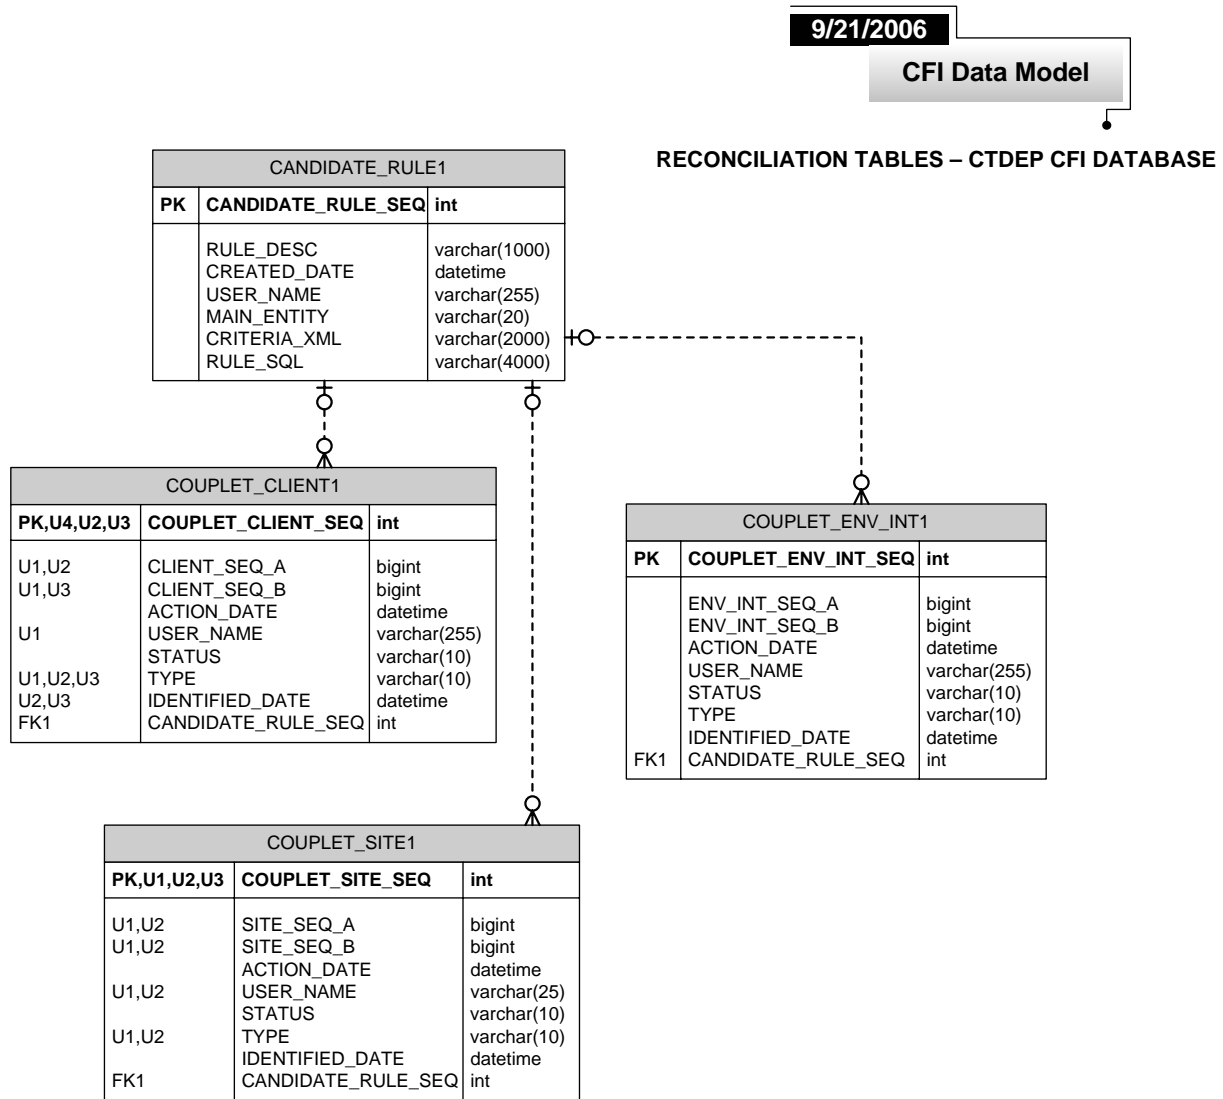 9/21/2006
CFI Data Model
RECONCILIATION TABLES – CTDEP CFI DATABASE
CANDIDATE_RULE1
PK CANDIDATE_RULE_SEQ int
RULE_DESC varchar(1000)
CREATED_DATE datetime
USER_NAME varchar(255)
MAIN_ENTITY varchar(20)
CRITERIA_XML varchar(2000)
RULE_SQL varchar(4000)
COUPLET_CLIENT1
PK,U4,U2,U3 COUPLET_CLIENT_SEQ int
U1,U2 CLIENT_SEQ_A bigint
U1,U3 CLIENT_SEQ_B bigint
ACTION_DATE datetime
U1 USER_NAME varchar(255)
STATUS varchar(10)
U1,U2,U3 TYPE varchar(10)
U2,U3 IDENTIFIED_DATE datetime
FK1 CANDIDATE_RULE_SEQ int
COUPLET_ENV_INT1
PK COUPLET_ENV_INT_SEQ int
ENV_INT_SEQ_A bigint
ENV_INT_SEQ_B bigint
ACTION_DATE datetime
USER_NAME varchar(255)
STATUS varchar(10)
TYPE varchar(10)
IDENTIFIED_DATE datetime
FK1 CANDIDATE_RULE_SEQ int
COUPLET_SITE1
PK,U1,U2,U3 COUPLET_SITE_SEQ int
U1,U2 SITE_SEQ_A bigint
U1,U2 SITE_SEQ_B bigint
ACTION_DATE datetime
U1,U2 USER_NAME varchar(25)
STATUS varchar(10)
U1,U2 TYPE varchar(10)
IDENTIFIED_DATE datetime
FK1 CANDIDATE_RULE_SEQ int